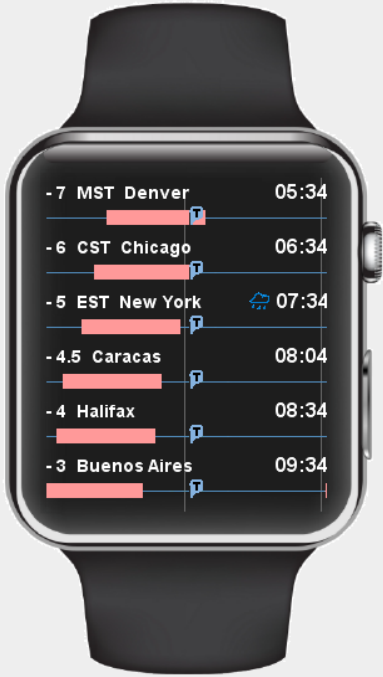 -7 MST Denver 05:34
T
-6 CST Chicago 06:34
T
-5 EST New York 07:34
T
-4.5 Caracas 08:04
T
-4 Halifax 08:34
T
-3 Buenos Aires 09:34
T